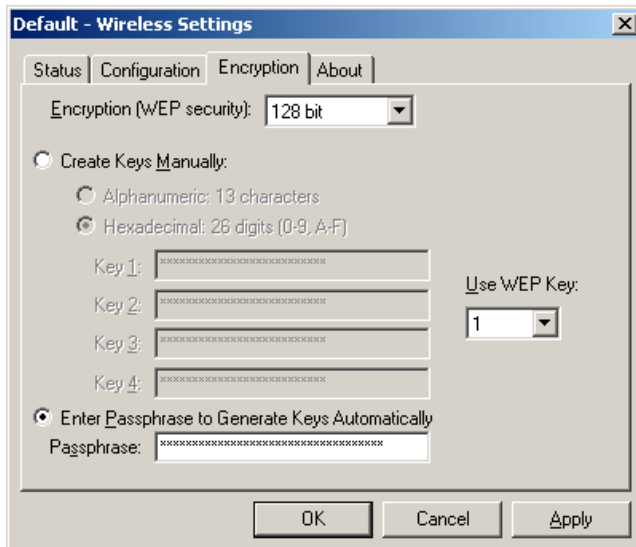 Default - Wireless Settings
Status Configuration Encryption About
Encryption (WEP security): 128 bit
Create Keys Manually:
Alphanumeric: 13 characters
Hexadecimal: 26 digits (0-9, A-F)
Key 1: **************************
Use WEP Key:
Key 2: **************************
1
Key 3: **************************
Key 4: **************************
Enter Passphrase to Generate Keys Automatically
Passphrase: ***********************************
OK Cancel Apply